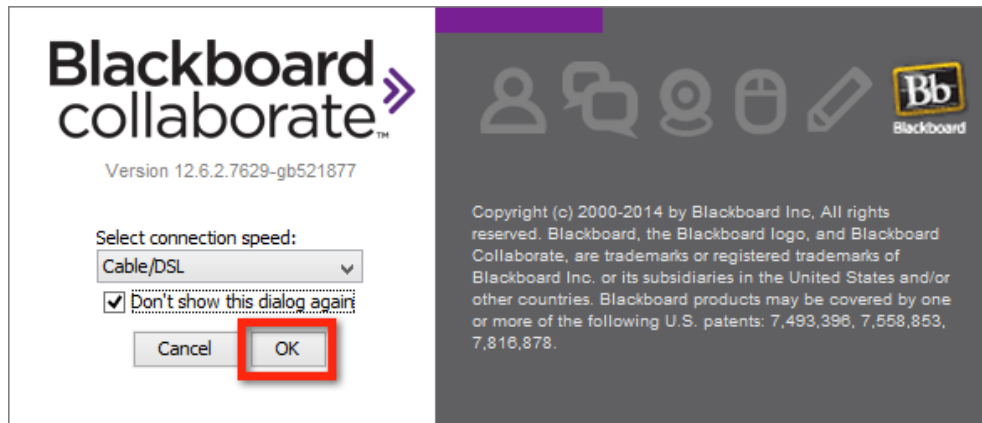 Blackboard
collaborate™
Version 12.6.2.7629-gb521877
Select connection speed:
Cable/DSL
Don't show this dialog again
Cancel
OK
Bb
Blackboard
Copyright (c) 2000-2014 by Blackboard Inc, All rights
reserved. Blackboard, the Blackboard logo, and Blackboard
Collaborate, are trademarks or registered trademarks of
Blackboard Inc. or its subsidiaries in the United States and/or
other countries. Blackboard products may be covered by one
or more of the following U.S. patents: 7,493,396, 7,558,853,
7,816,878.